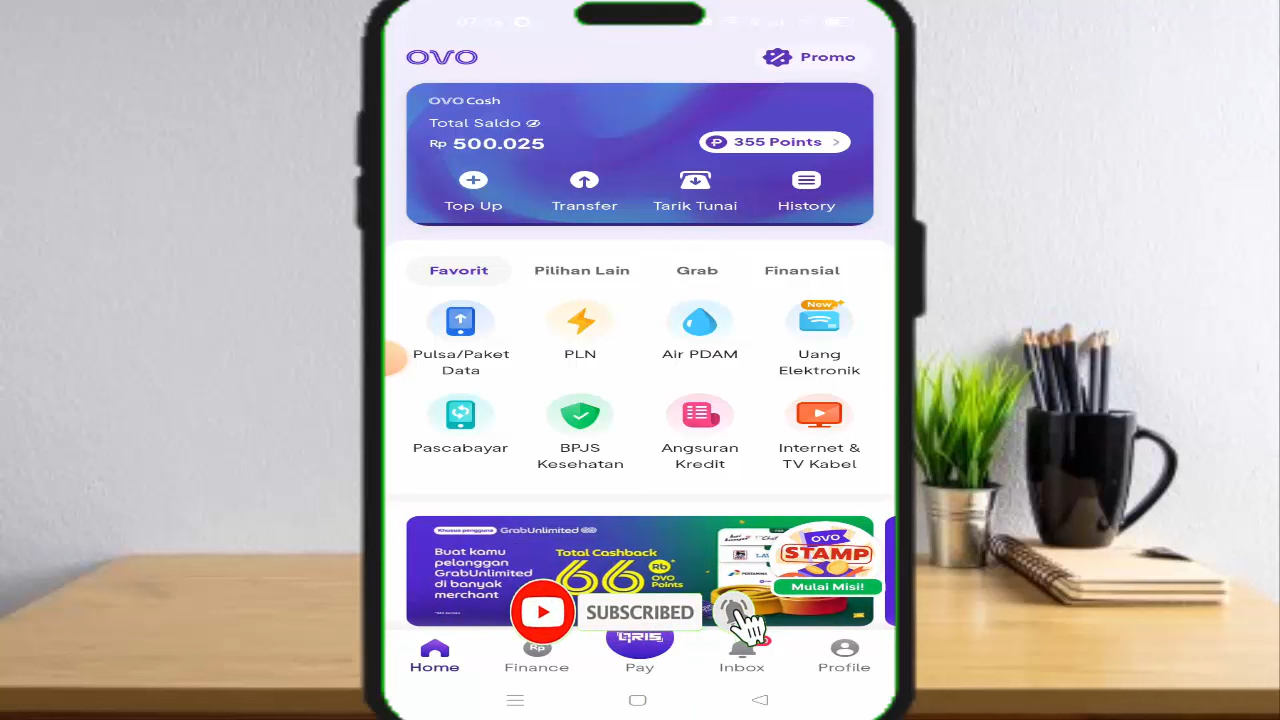 OVO
Promo
OVO Cash
Total Saldo
Rp 500.025
355 Points
Top Up
Transfer
Tarik Tunai
History
Favorit
Pilihan Lain
Grab
Finansial
New
Pulsa/Paket
Data
PLN
Air PDAM
Uang
Elektronik
Pascabayar
BPJS
Kesehatan
Angsuran
Kredit
Internet &
TV Kabel
Khusus pengguna GrabUnlimited
Buat kamu
pelanggan
GrabUnlimited
di banyak
merchant
Total Cashback
66 Rb
OVO
Points
OVO
STAMP
Mulai Misi!
SUBSCRIBED
QRIS
Rp
Home
Finance
Pay
Inbox
Profile